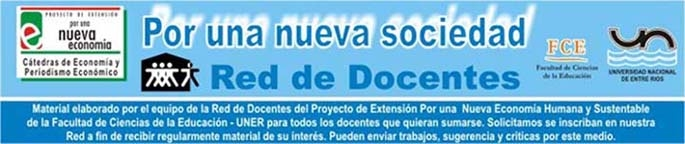 PROYECTO DE EXTENSIÓN
por una
nueva
economía
Cátedras de Economía y
Periodismo Económico
Por una nueva sociedad
Red de Docentes
FCE
Facultad de Ciencias
de la Educación
UNIVERSIDAD NACIONAL
DE ENTRE RIOS
Material elaborado por el equipo de la Red de Docentes del Proyecto de Extensión Por una Nueva Economía Humana y Sustentable
de la Facultad de Ciencias de la Educación - UNER para todos los docentes que quieran sumarse. Solicitamos se inscriban en nuestra
Red a fin de recibir regularmente material de su interés. Pueden enviar trabajos, sugerencia y criticas por este medio.